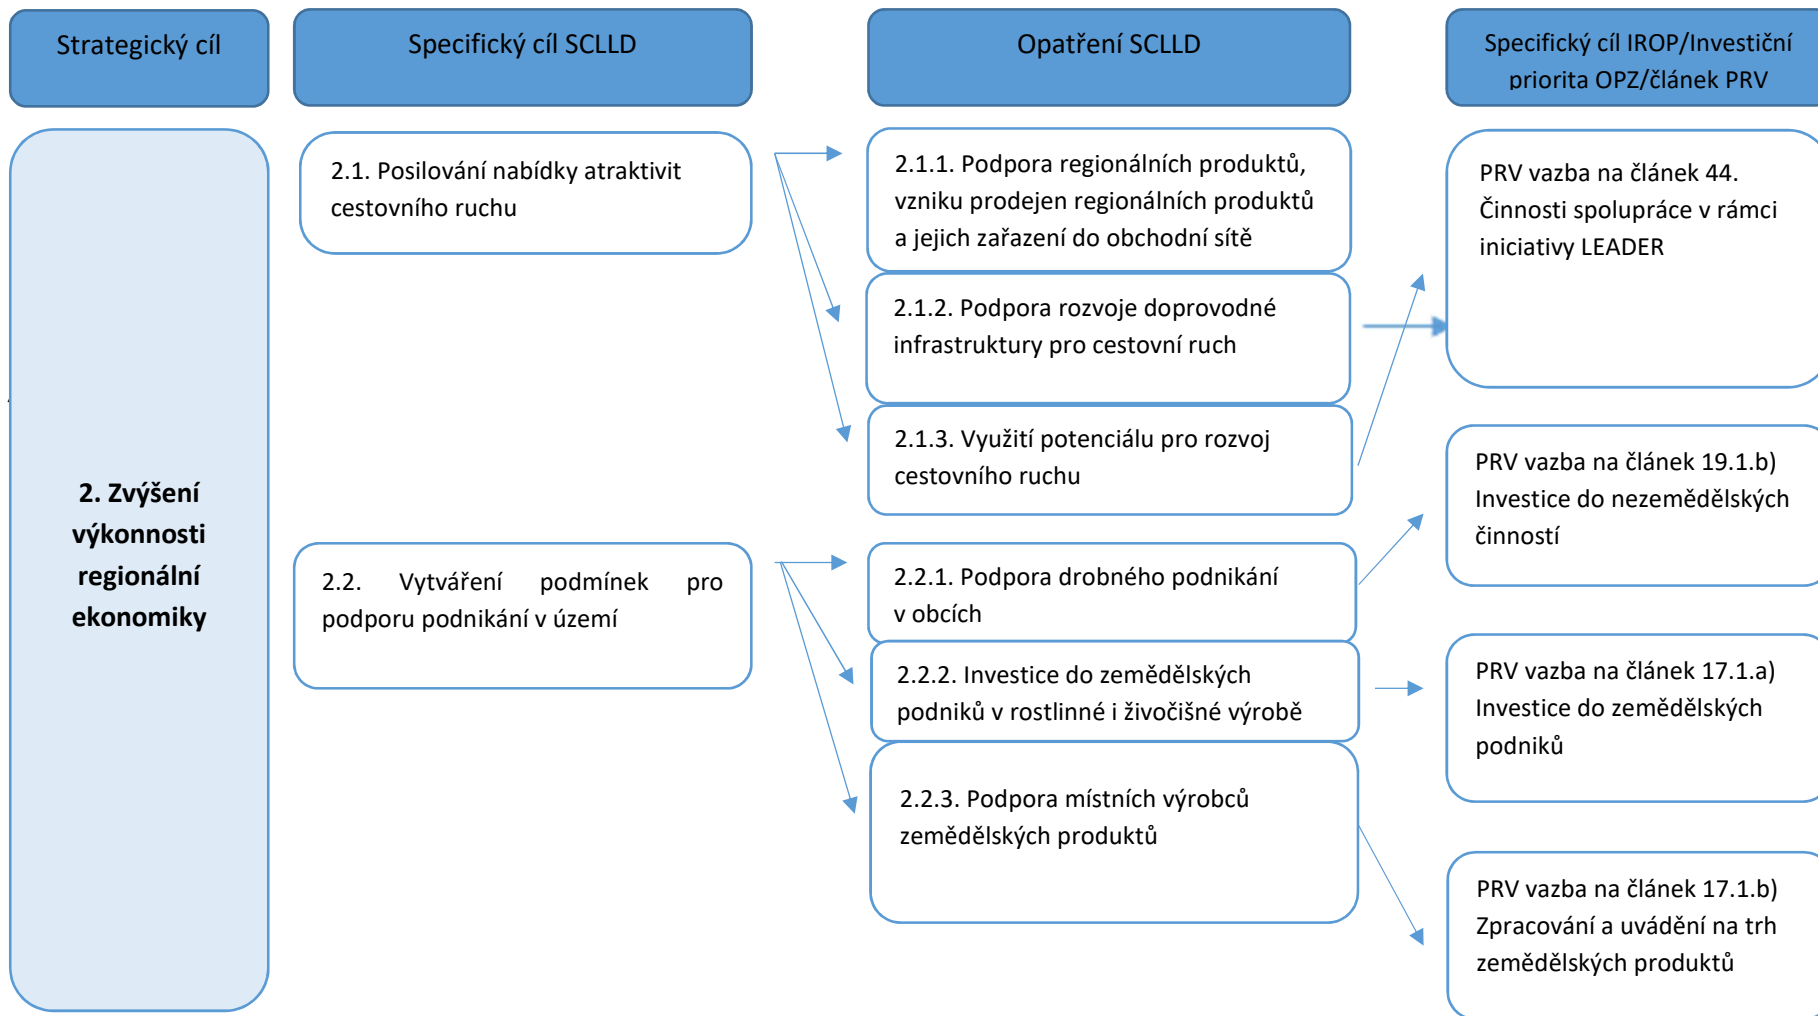 Strategický cíl
Specifický cíl SCLLD
Opatření SCLLD
Specifický cíl IROP/Investiční
priorita OPZ/článek PRV
2. Zvýšení
výkonnosti
regionální
ekonomiky
2.1. Posilování nabídky atraktivit
cestovního ruchu
2.1.1. Podpora regionálních produktů,
vzniku prodejen regionálních produktů
a jejich zařazení do obchodní sítě
2.1.2. Podpora rozvoje doprovodné
infrastruktury pro cestovní ruch
2.1.3. Využití potenciálu pro rozvoj
cestovního ruchu
PRV vazba na článek 44.
Činnosti spolupráce v rámci
iniciativy LEADER
2.2. Vytváření podmínek pro
podporu podnikání v území
2.2.1. Podpora drobného podnikání
v obcích
2.2.2. Investice do zemědělských
podniků v rostlinné i živočišné výrobě
2.2.3. Podpora místních výrobců
zemědělských produktů
PRV vazba na článek 19.1.b)
Investice do nezemědělských
činností
PRV vazba na článek 17.1.a)
Investice do zemědělských
podniků
PRV vazba na článek 17.1.b)
Zpracování a uvádění na trh
zemědělských produktů